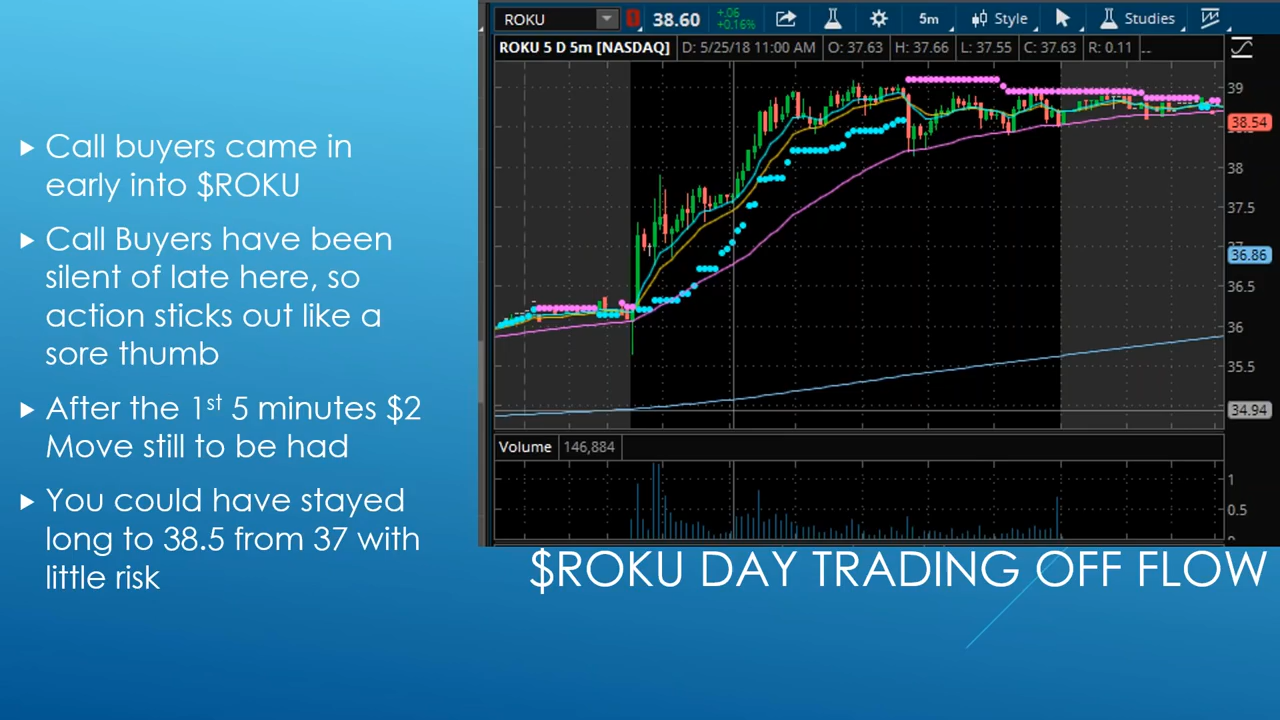 Call buyers came in
early into $ROKU
Call Buyers have been
silent of late here, so
action sticks out like a
sore thumb
After the 1st 5 minutes $2
Move still to be had
You could have stayed
long to 38.5 from 37 with
little risk
ROKU 38.60 +.06 +0.16% 5m Style Studies
ROKU 5 D 5m [NASDAQ] D: 5/25/18 11:00 AM O: 37.63 H: 37.66 L: 37.55 C: 37.63 R: 0.11
39
38.54
38
37.5
36.86
36.5
36
35.5
34.94
Volume 146,884
1
0.5
$ROKU DAY TRADING OFF FLOW